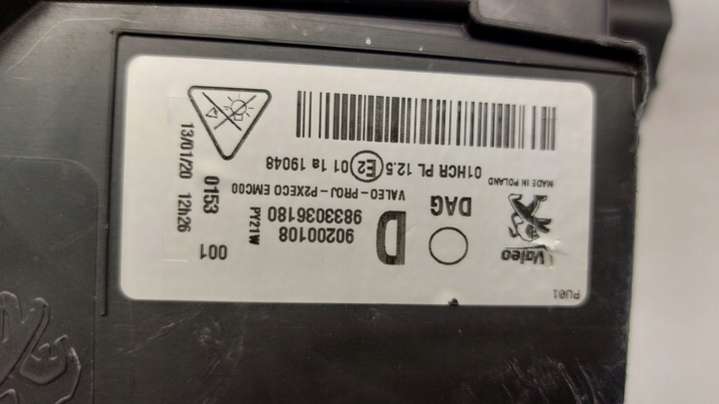 PU01
Valeo
MADE IN POLAND
DAG
D
90200108
9833036180
PY21W
001
VALEO-PROJ-P2XECO EMC00
01HCR PL 12.5 E2 01 1a 19048
0153
13/01/20 12h26